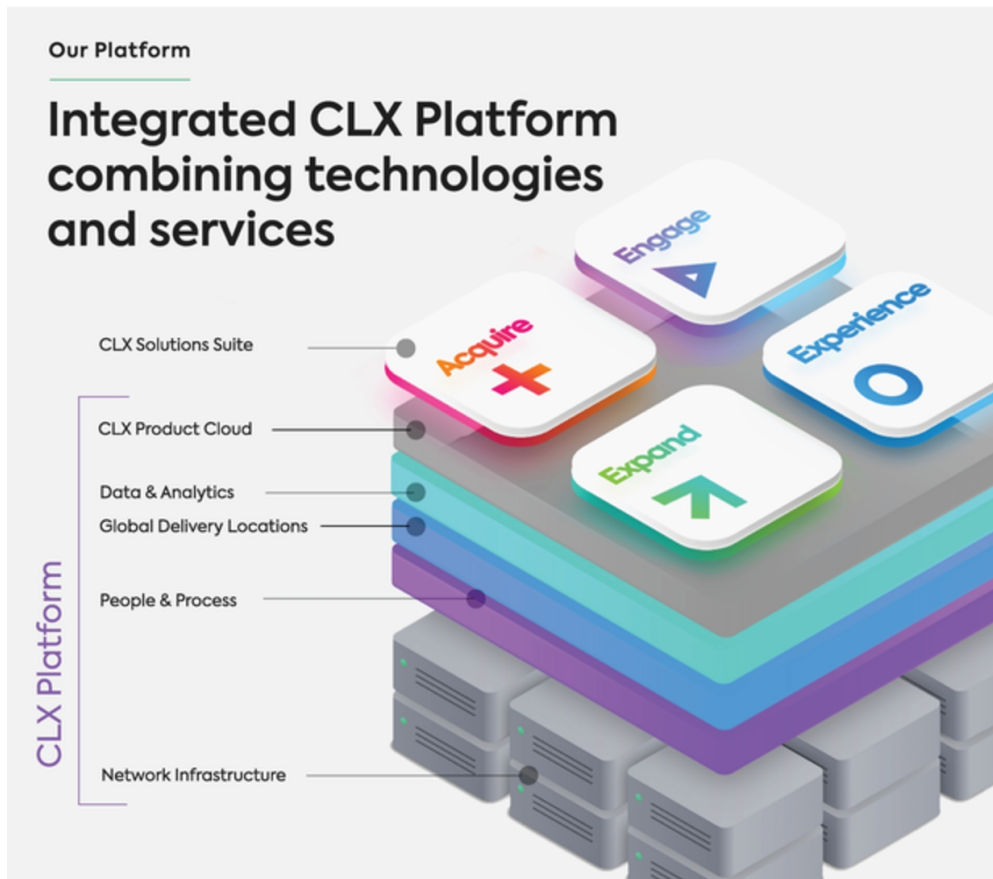 Our Platform
Integrated CLX Platform
combining technologies
and services
Engage
Acquire
Experience
Expand
CLX Solutions Suite
CLX Product Cloud
Data & Analytics
Global Delivery Locations
People & Process
Network Infrastructure
CLX Platform